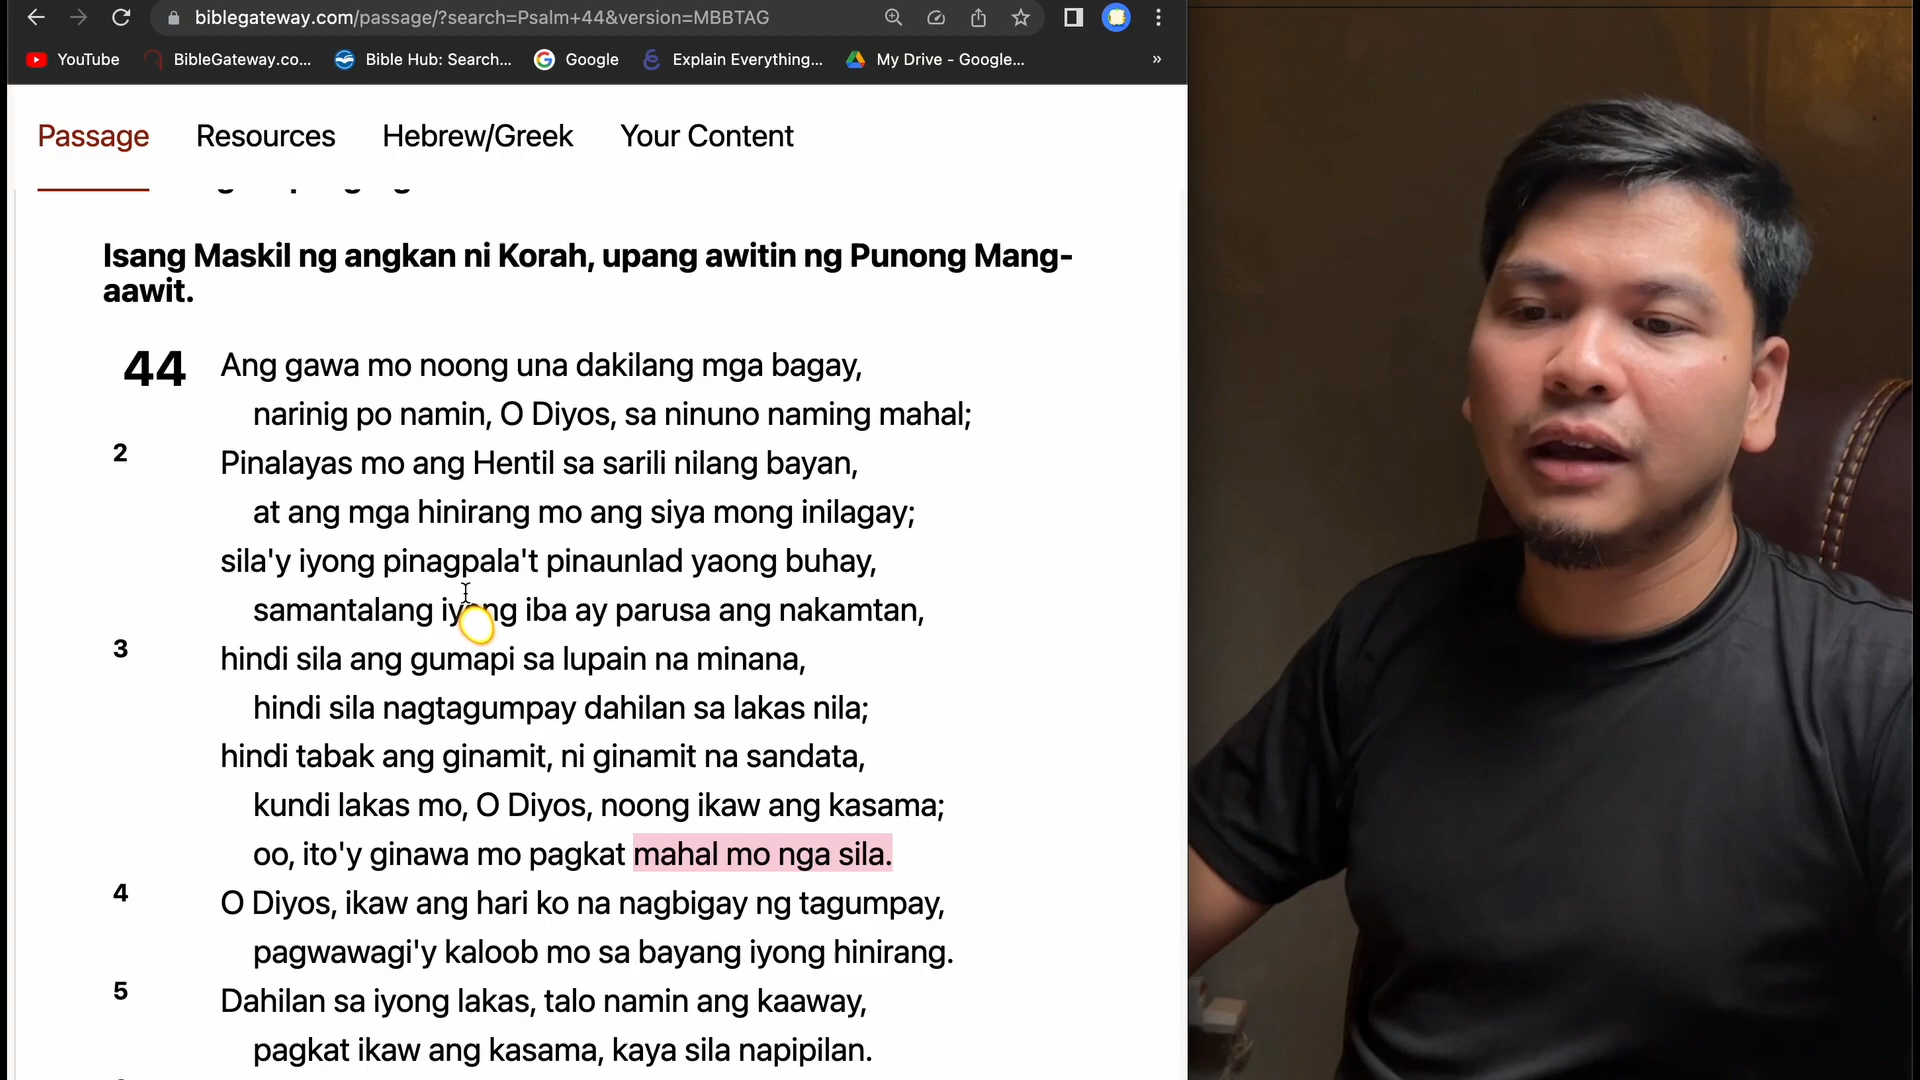 biblegateway.com/passage/?search=Psalm+44&version=MBBTAG
YouTube BibleGateway.co... Bible Hub: Search... Google Explain Everything... My Drive - Google... »
Passage Resources Hebrew/Greek Your Content
Isang Maskil ng angkan ni Korah, upang awitin ng Punong Mang-
aawit.
44 Ang gawa mo noong una dakilang mga bagay,
narinig po namin, O Diyos, sa ninuno naming mahal;
2 Pinalayas mo ang Hentil sa sarili nilang bayan,
at ang mga hinirang mo ang siya mong inilagay;
sila'y iyong pinagpala't pinaunlad yaong buhay,
samantalang iyong iba ay parusa ang nakamtan,
3 hindi sila ang gumapi sa lupain na minana,
hindi sila nagtagumpay dahilan sa lakas nila;
hindi tabak ang ginamit, ni ginamit na sandata,
kundi lakas mo, O Diyos, noong ikaw ang kasama;
oo, ito'y ginawa mo pagkat mahal mo nga sila.
4 O Diyos, ikaw ang hari ko na nagbigay ng tagumpay,
pagwawagi'y kaloob mo sa bayang iyong hinirang.
5 Dahilan sa iyong lakas, talo namin ang kaaway,
pagkat ikaw ang kasama, kaya sila napipilan.